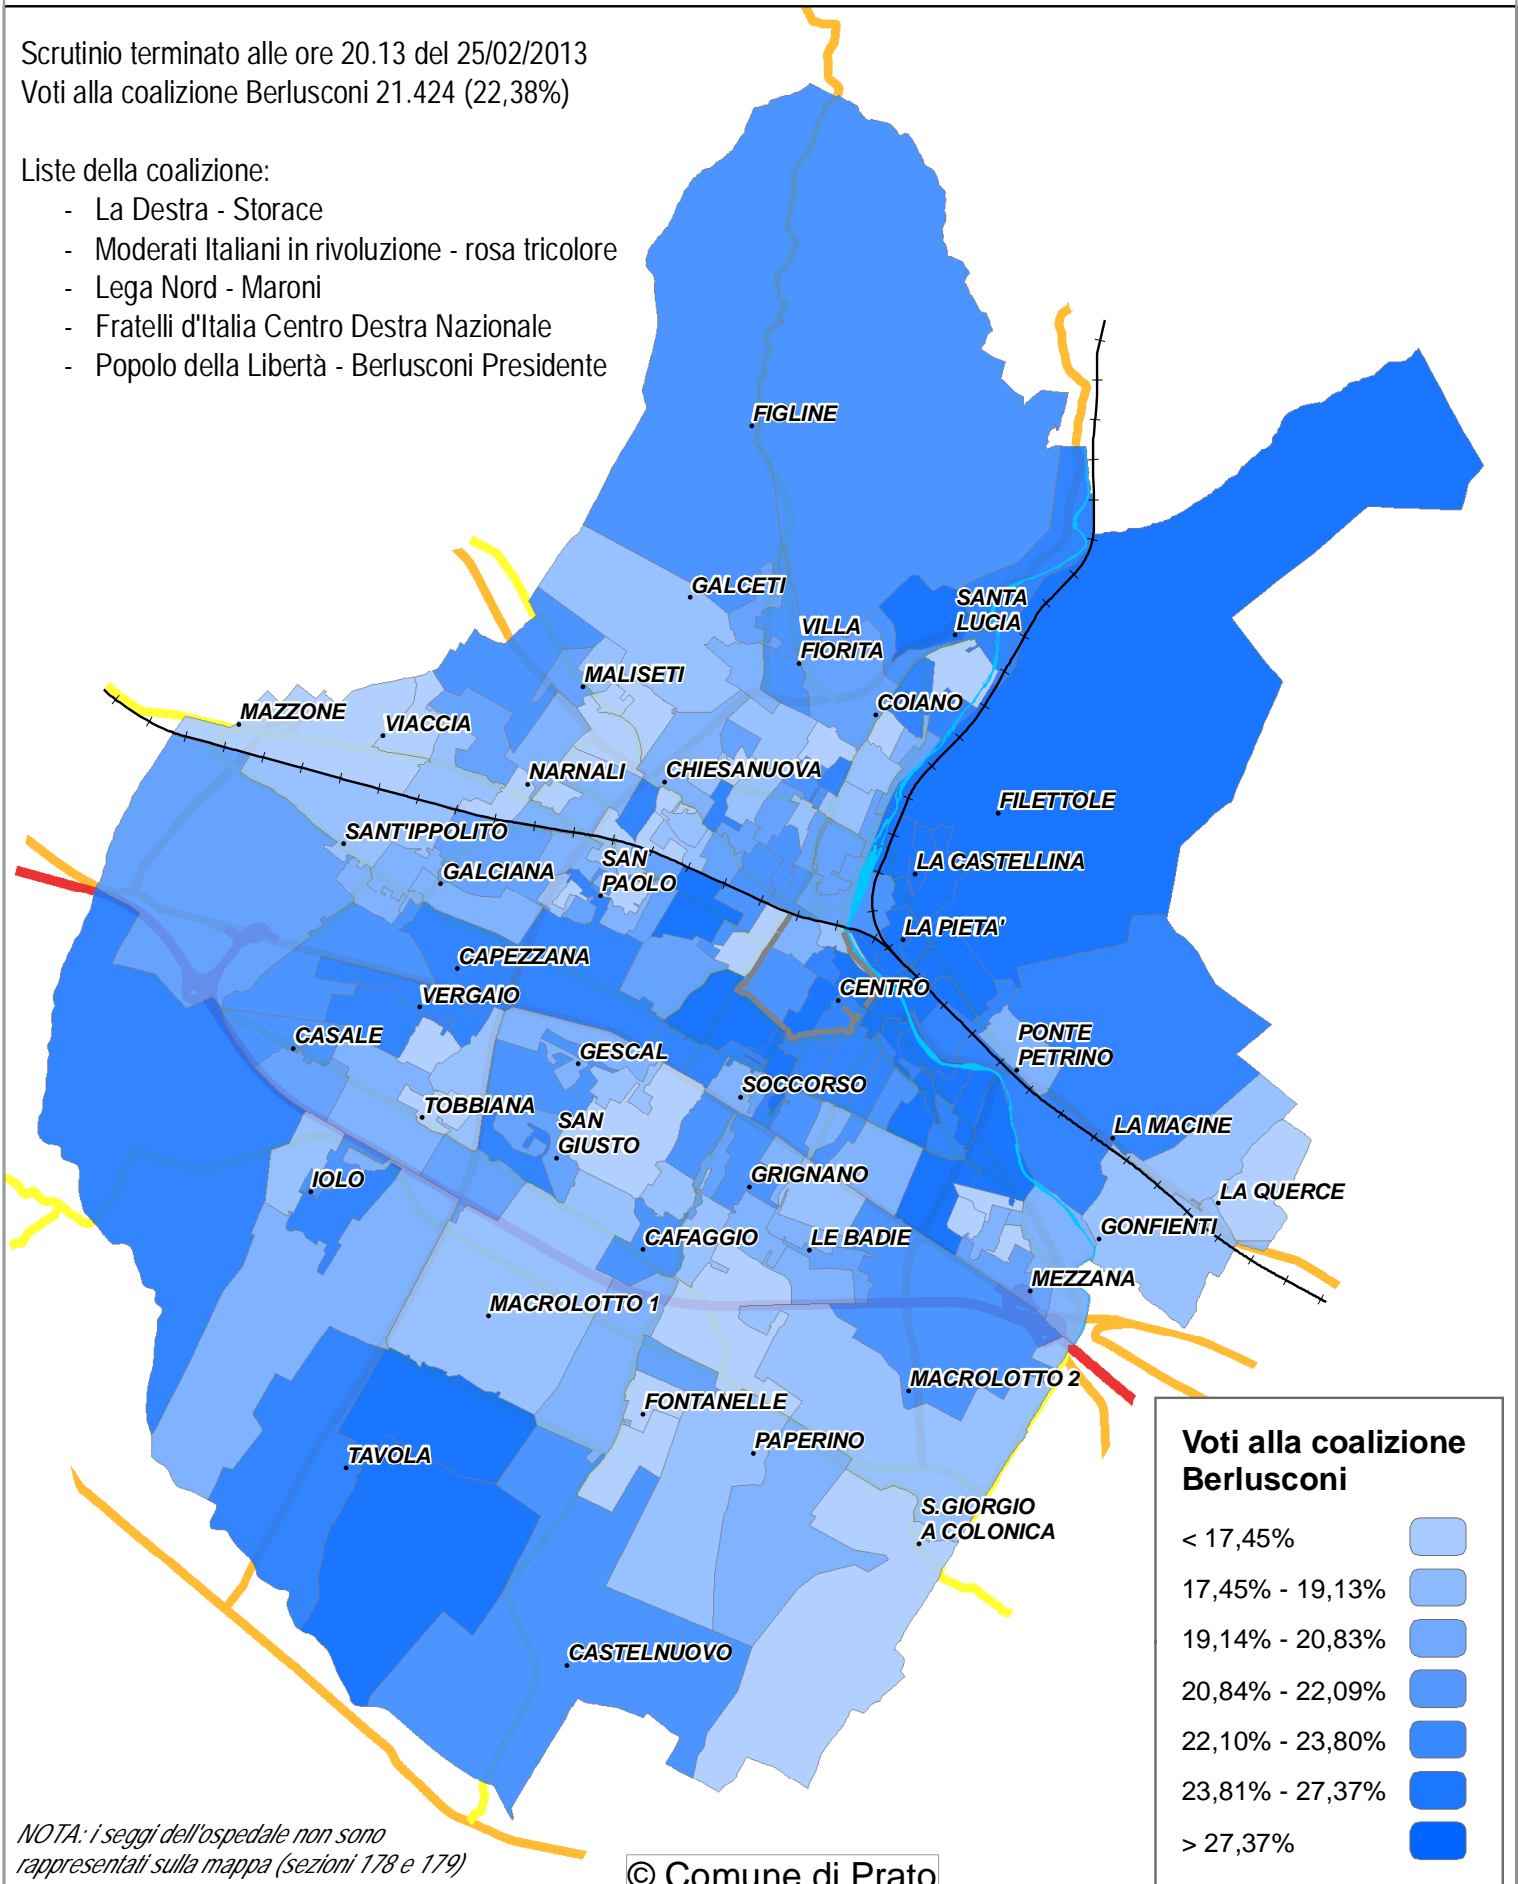 Scrutinio terminato alle ore 20.13 del 25/02/2013
Voti alla coalizione Berlusconi 21.424 (22,38%)
Liste della coalizione:
- La Destra - Storace
- Moderati Italiani in rivoluzione - rosa tricolore
- Lega Nord - Maroni
- Fratelli d'Italia Centro Destra Nazionale
- Popolo della Libertà - Berlusconi Presidente
FIGLINE
GALCETI
SANTA
LUCIA
VILLA
FIORITA
MALISETI
COIANO
MAZZONE
VIACCIA
NARNALI
CHIESANUOVA
FILETTOLE
SANT'IPPOLITO
SAN
PAOLO
GALCIANA
LA CASTELLINA
LA PIETA'
CAPEZZANA
VERGAIO
CENTRO
CASALE
GESCAL
PONTE
PETRINO
SOCCORSO
TOBBIANA
SAN
GIUSTO
LA MACINE
IOLO
GRIGNANO
LA QUERCE
GONFIENTI
CAFAGGIO
LE BADIE
MEZZANA
MACROLOTTO 1
MACROLOTTO 2
FONTANELLE
PAPERINO
TAVOLA
S.GIORGIO
A COLONICA
CASTELNUOVO
Voti alla coalizione
Berlusconi
< 17,45%
17,45% - 19,13%
19,14% - 20,83%
20,84% - 22,09%
22,10% - 23,80%
23,81% - 27,37%
> 27,37%
NOTA: i seggi dell'ospedale non sono
rappresentati sulla mappa (sezioni 178 e 179)
© Comune di Prato